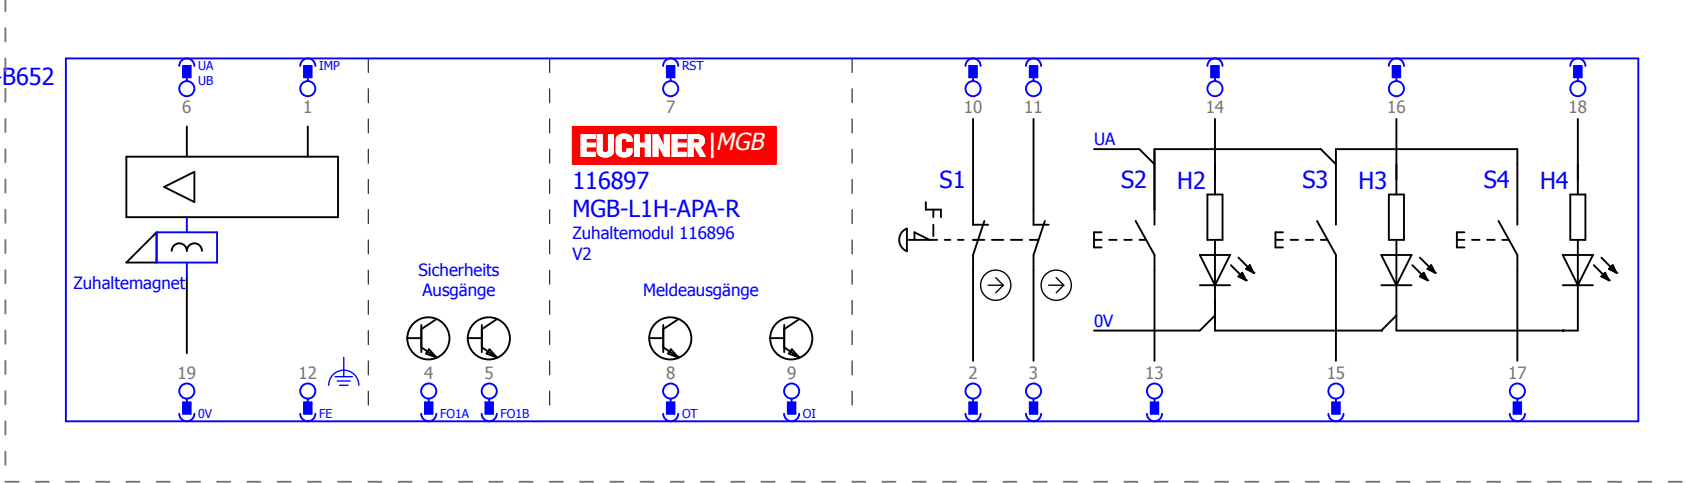 -B652
UA
UB
IMP
RST
6
1
7
10
11
14
16
18
EUCHNER|MGB
116897
MGB-L1H-APA-R
Zuhaltemodul 116896
V2
UA
S1
S2
H2
S3
H3
S4
H4
Zuhaltemagnet
Sicherheits
Ausgänge
Meldeausgänge
0V
19
12
4
5
8
9
2
3
13
15
17
0V
FE
FO1A
FO1B
OT
OI